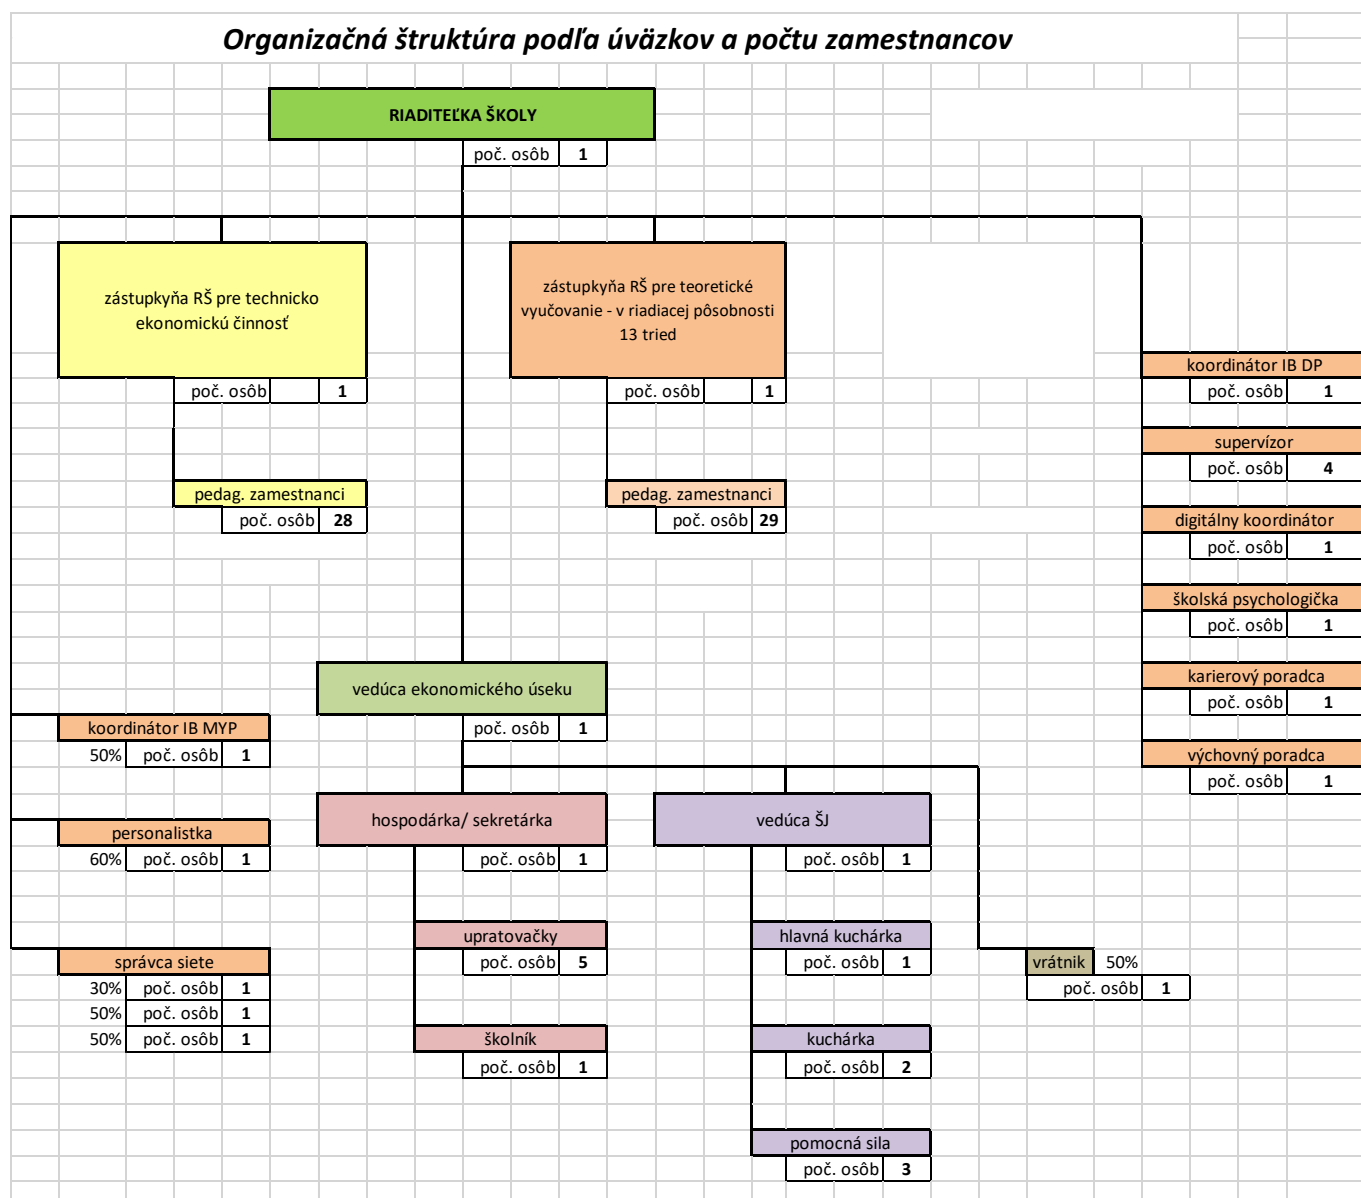 Organizačná štruktúra podľa úväzkov a počtu zamestnancov
RIADITEĽKA ŠKOLY
poč. osôb 1
zástupkyňa RŠ pre technicko
ekonomickú činnosť
poč. osôb 1
pedag. zamestnanci
poč. osôb 28
zástupkyňa RŠ pre teoretické
vyučovanie - v riadiacej pôsobnosti
13 tried
poč. osôb 1
pedag. zamestnanci
poč. osôb 29
koordinátor IB DP
poč. osôb 1
supervízor
poč. osôb 4
digitálny koordinátor
poč. osôb 1
školská psychologička
poč. osôb 1
karierový poradca
poč. osôb 1
výchovný poradca
poč. osôb 1
vedúca ekonomického úseku
poč. osôb 1
koordinátor IB MYP
50% poč. osôb 1
personalistka
60% poč. osôb 1
správca siete
30% poč. osôb 1
50% poč. osôb 1
50% poč. osôb 1
hospodárka/ sekretárka
poč. osôb 1
upratovačky
poč. osôb 5
školník
poč. osôb 1
vedúca ŠJ
poč. osôb 1
hlavná kuchárka
poč. osôb 1
kuchárka
poč. osôb 2
pomocná sila
poč. osôb 3
vrátnik 50%
poč. osôb 1